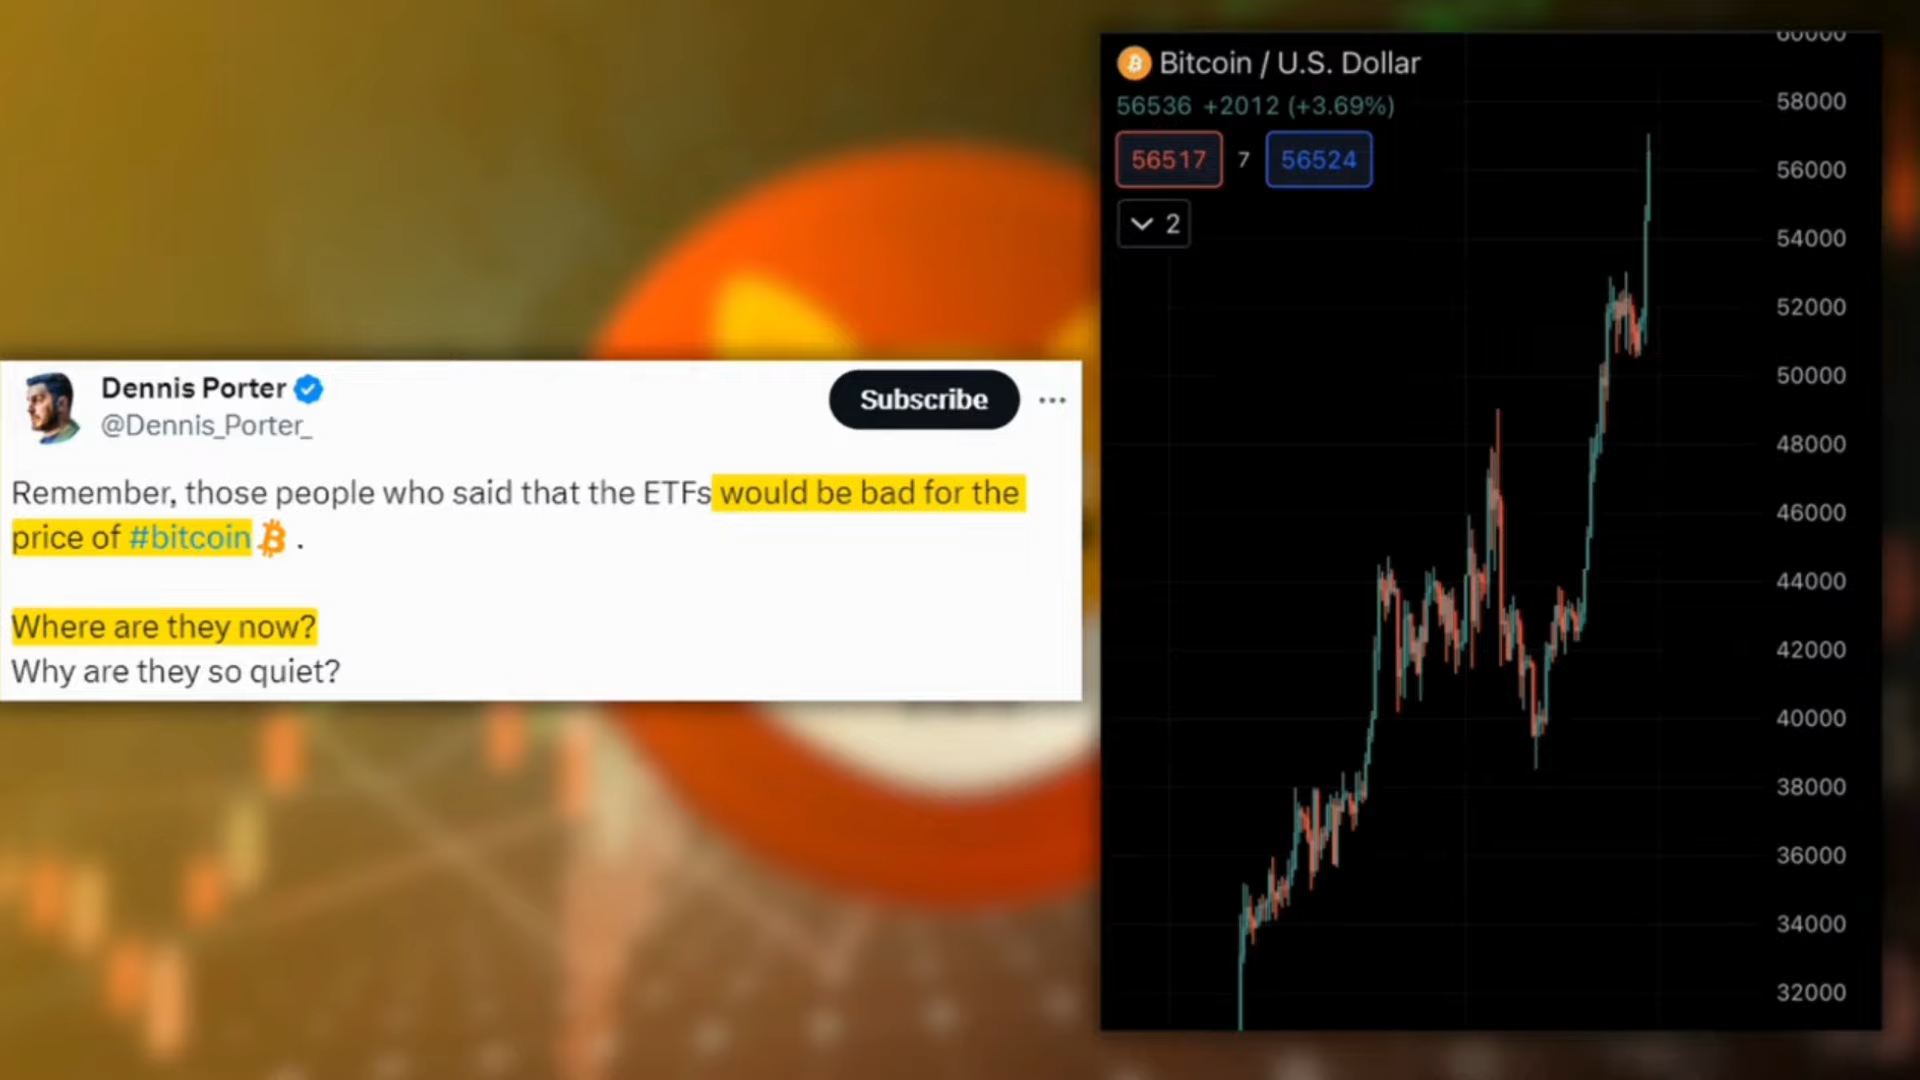 Dennis Porter
@Dennis_Porter_
Subscribe
Remember, those people who said that the ETFs would be bad for the
price of #bitcoin .
Where are they now?
Why are they so quiet?
Bitcoin / U.S. Dollar
56536 +2012 (+3.69%)
56517 7 56524
2
60000
58000
56000
54000
52000
50000
48000
46000
44000
42000
40000
38000
36000
34000
32000